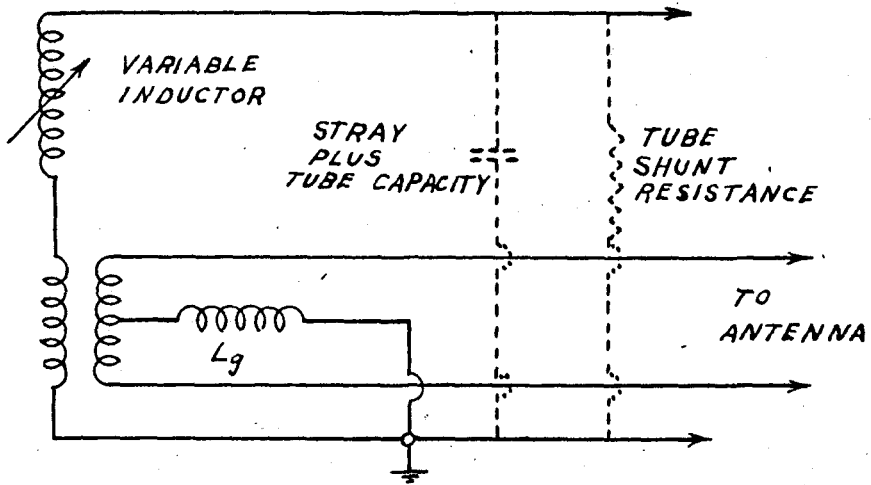 VARIABLE
INDUCTOR
STRAY
PLUS
TUBE CAPACITY
TUBE
SHUNT
RESISTANCE
Lg
TO
ANTENNA